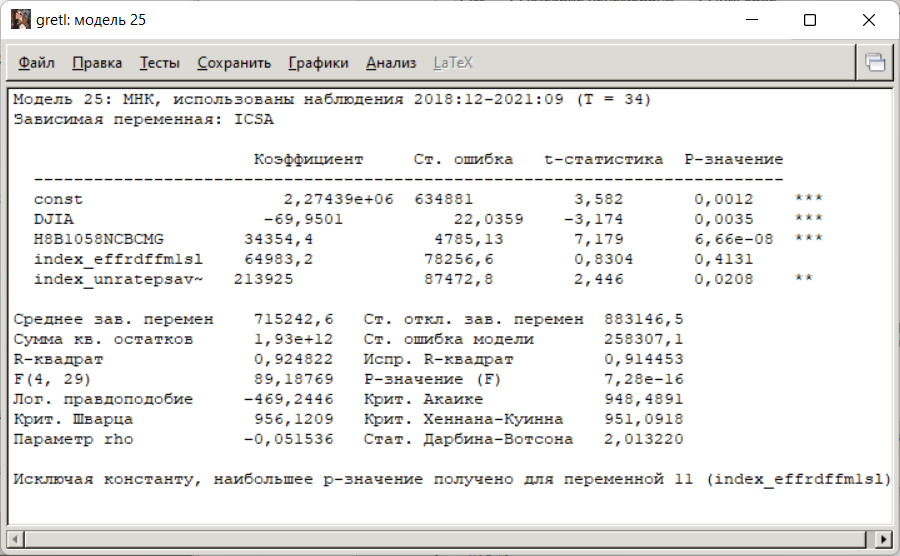 gretl: модель 25
Файл Правка Тесты Сохранить Графики Анализ LaTeX
Модель 25: МНК, использованы наблюдения 2018:12-2021:09 (T = 34)
Зависимая переменная: ICSA
Коэффициент Ст. ошибка t-статистика P-значение
---------------------------------------------------------------------------
const 2,27439e+06 634881 3,582 0,0012 ***
DJIA -69,9501 22,0359 -3,174 0,0035 ***
H8B1058NCBCMG 34354,4 4785,13 7,179 6,66e-08 ***
index_effrdffmlsl 64983,2 78256,6 0,8304 0,4131
index_unratepsav~ 213925 87472,8 2,446 0,0208 **
Среднее зав. перемен 715242,6 Ст. откл. зав. перемен 883146,5
Сумма кв. остатков 1,93e+12 Ст. ошибка модели 258307,1
R-квадрат 0,924822 Испр. R-квадрат 0,914453
F(4, 29) 89,18769 P-значение (F) 7,28e-16
Лог. правдоподобие -469,2446 Крит. Акаике 948,4891
Крит. Шварца 956,1209 Крит. Хеннана-Куинна 951,0918
Параметр rho -0,051536 Стат. Дарбина-Вотсона 2,013220
Исключая константу, наибольшее p-значение получено для переменной 11 (index_effrdffmlsl)